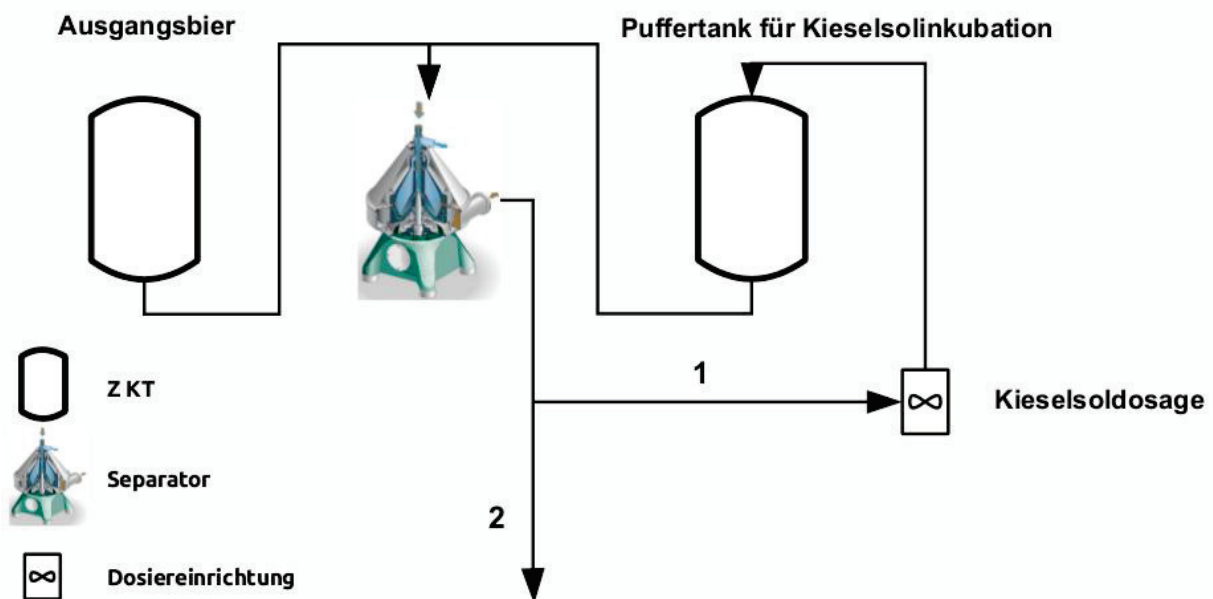 Ausgangsbier
Puffertank für Kieselsolinkubation
1
Kieselsoldosage
Z KT
Separator
2
Dosiereinrichtung